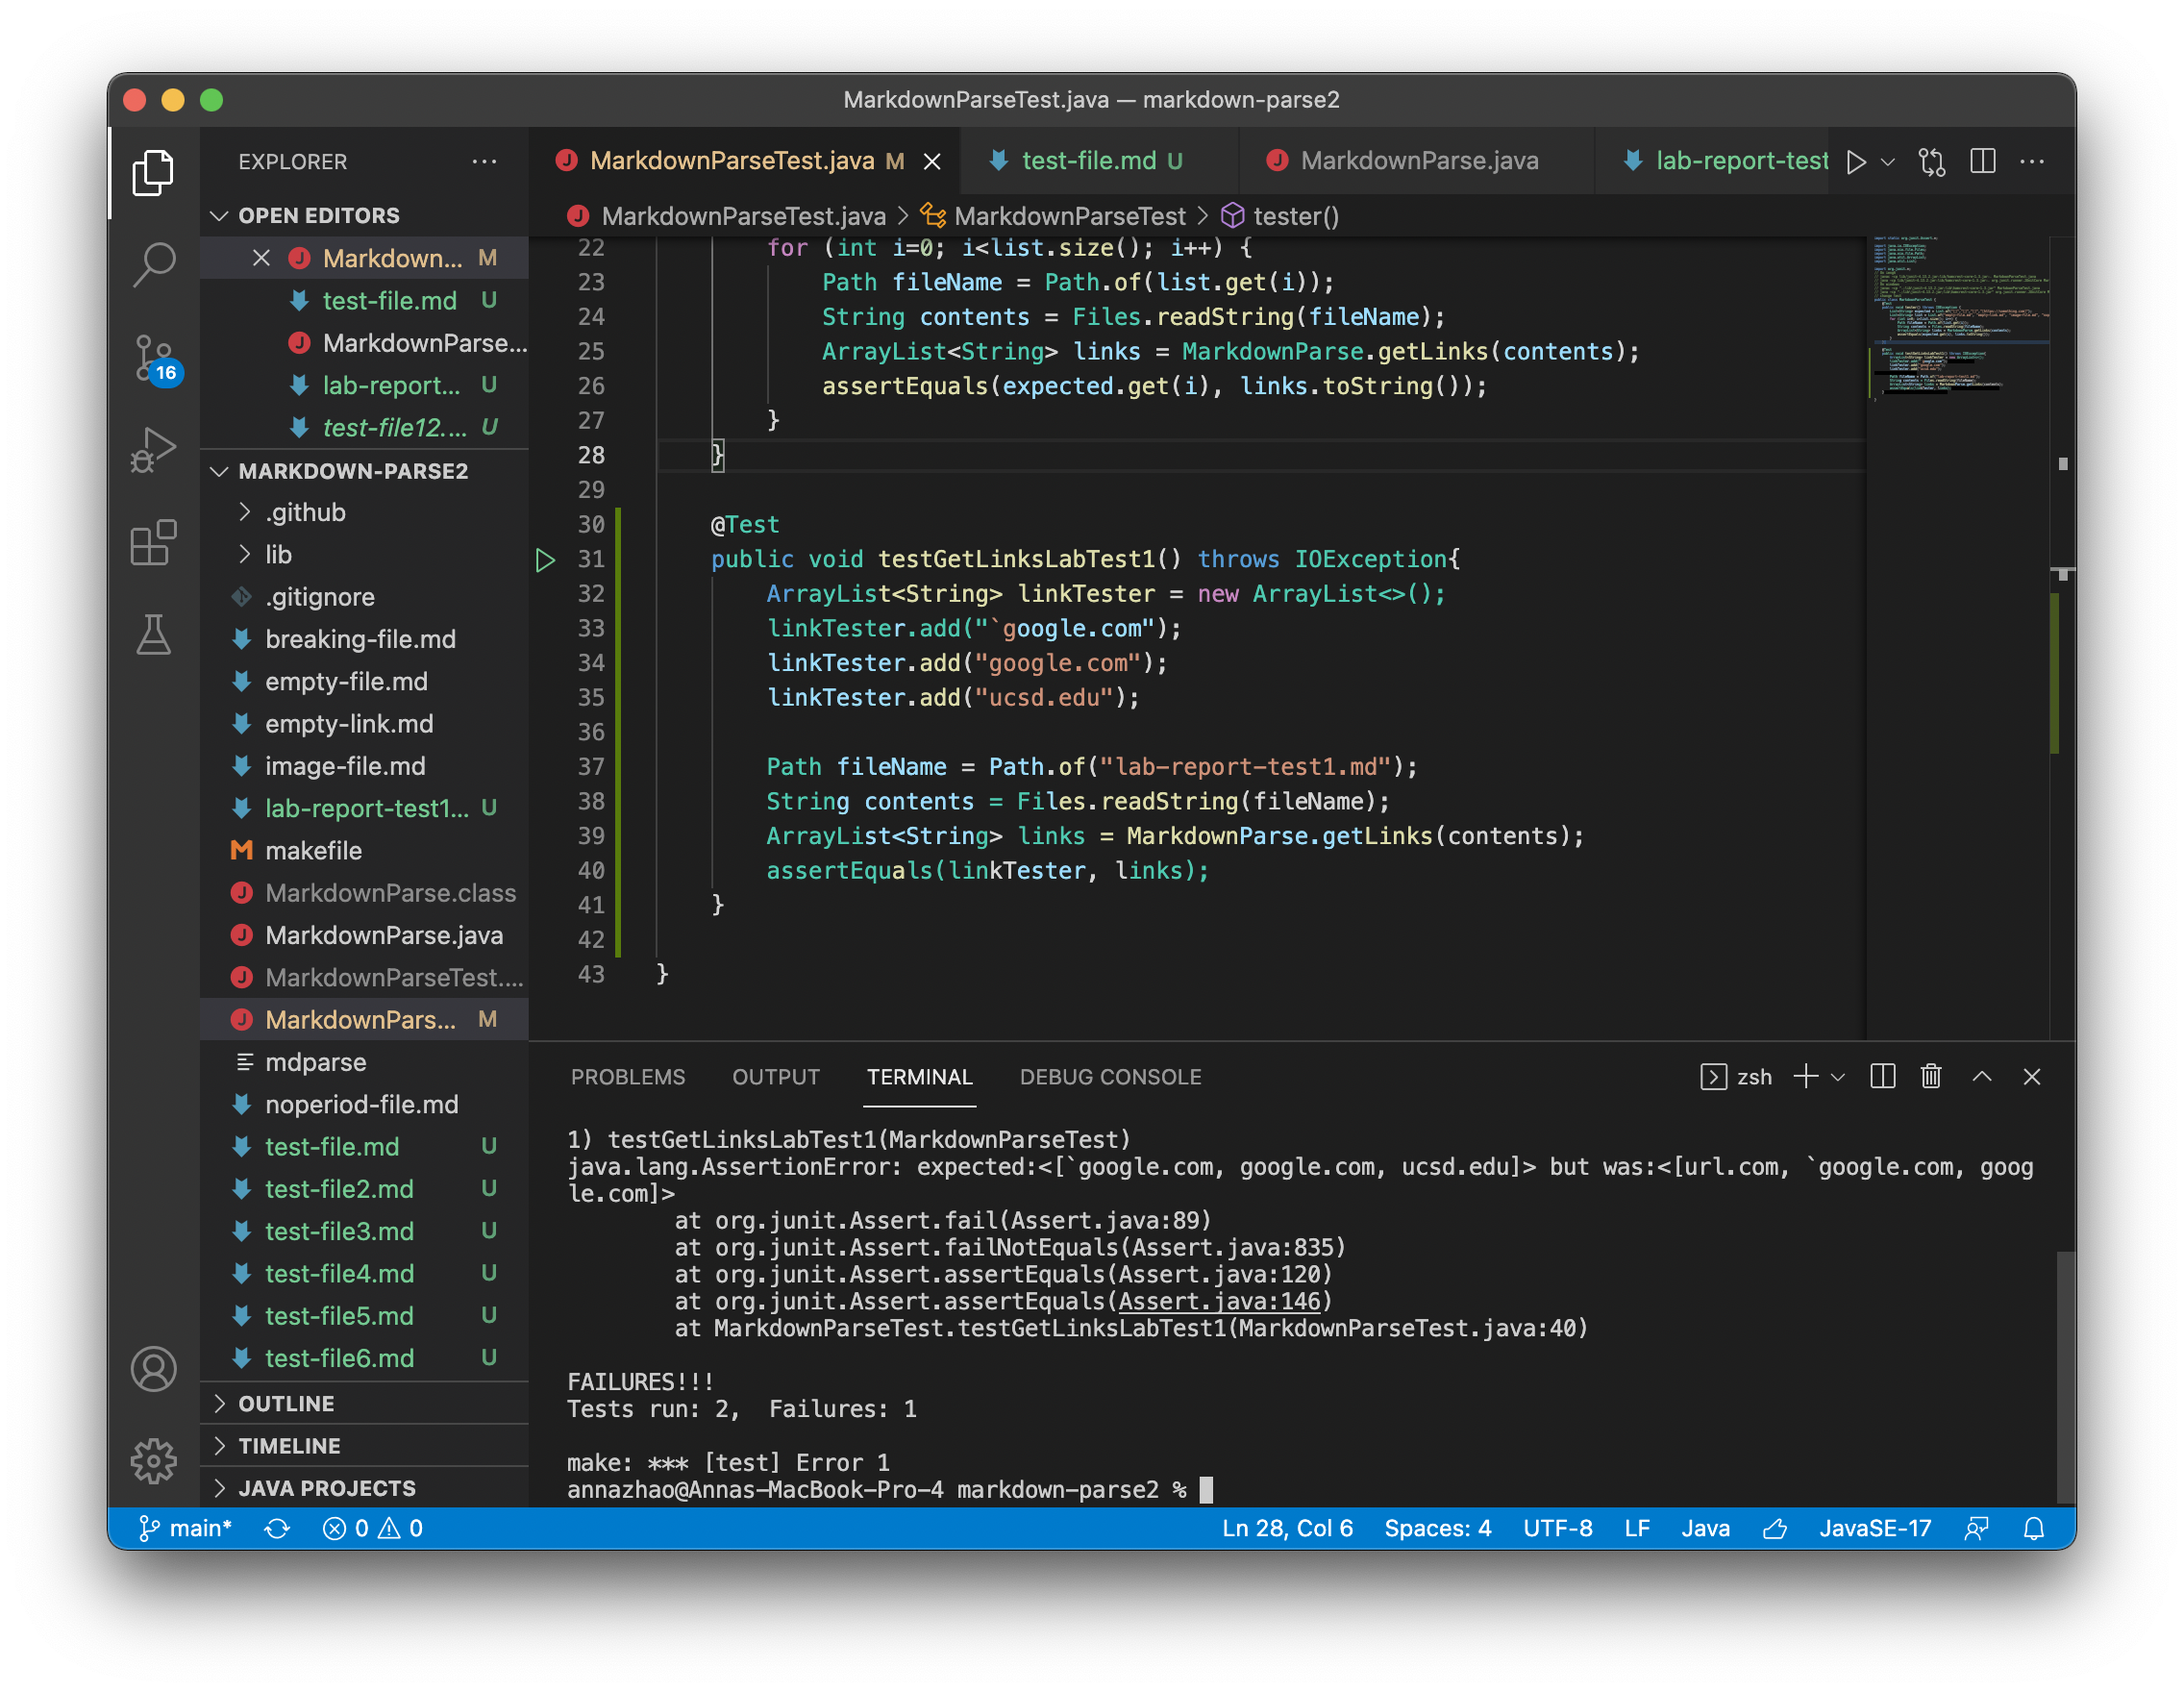 MarkdownParseTest.java — markdown-parse2
EXPLORER
OPEN EDITORS
Markdown... M
test-file.md U
MarkdownParse...
lab-report... U
test-file12.... U
MARKDOWN-PARSE2
.github
lib
.gitignore
breaking-file.md
empty-file.md
empty-link.md
image-file.md
lab-report-test1... U
makefile
MarkdownParse.class
MarkdownParse.java
MarkdownParseTest....
MarkdownPars... M
mdparse
noperiod-file.md
test-file.md U
test-file2.md U
test-file3.md U
test-file4.md U
test-file5.md U
test-file6.md U
OUTLINE
TIMELINE
JAVA PROJECTS
16
MarkdownParseTest.java M
test-file.md U
MarkdownParse.java
lab-report-test
MarkdownParseTest.java > MarkdownParseTest > tester()
22 for (int i=0; i<list.size(); i++) {
23 Path fileName = Path.of(list.get(i));
24 String contents = Files.readString(fileName);
25 ArrayList<String> links = MarkdownParse.getLinks(contents);
26 assertEquals(expected.get(i), links.toString());
27 }
28 }
29
30 @Test
31 public void testGetLinksLabTest1() throws IOException{
32 ArrayList<String> linkTester = new ArrayList<>();
33 linkTester.add("`google.com");
34 linkTester.add("google.com");
35 linkTester.add("ucsd.edu");
36
37 Path fileName = Path.of("lab-report-test1.md");
38 String contents = Files.readString(fileName);
39 ArrayList<String> links = MarkdownParse.getLinks(contents);
40 assertEquals(linkTester, links);
41 }
42
43 }
PROBLEMS OUTPUT TERMINAL DEBUG CONSOLE
zsh
1) testGetLinksLabTest1(MarkdownParseTest)
java.lang.AssertionError: expected:<[`google.com, google.com, ucsd.edu]> but was:<[url.com, `google.com, goog
le.com]>
at org.junit.Assert.fail(Assert.java:89)
at org.junit.Assert.failNotEquals(Assert.java:835)
at org.junit.Assert.assertEquals(Assert.java:120)
at org.junit.Assert.assertEquals(Assert.java:146)
at MarkdownParseTest.testGetLinksLabTest1(MarkdownParseTest.java:40)
FAILURES!!!
Tests run: 2,  Failures: 1
make: *** [test] Error 1
annazhao@Annas-MacBook-Pro-4 markdown-parse2 %
main* 0 0
Ln 28, Col 6 Spaces: 4 UTF-8 LF Java JavaSE-17